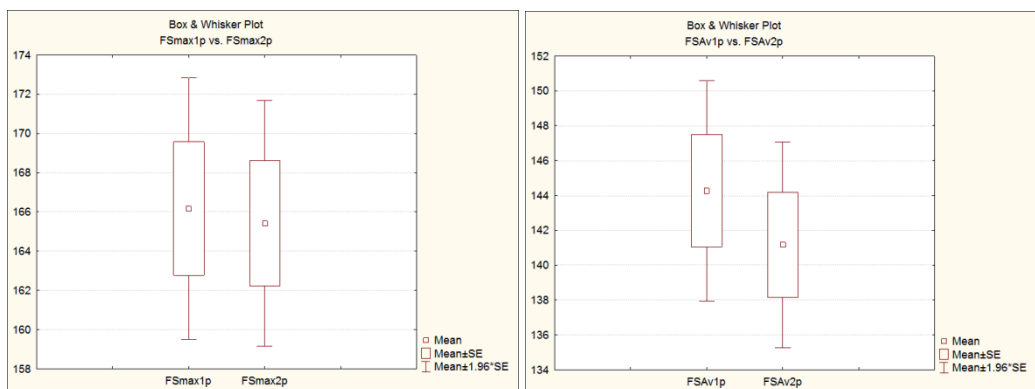 Box & Whisker Plot
FSmax1p vs. FSmax2p
174
172
170
168
166
164
162
160
158
FSmax1p FSmax2p
Mean
Mean±SE
Mean±1.96*SE
Box & Whisker Plot
FSAv1p vs. FSAv2p
152
150
148
146
144
142
140
138
136
134
FSAv1p FSAv2p
Mean
Mean±SE
Mean±1.96*SE